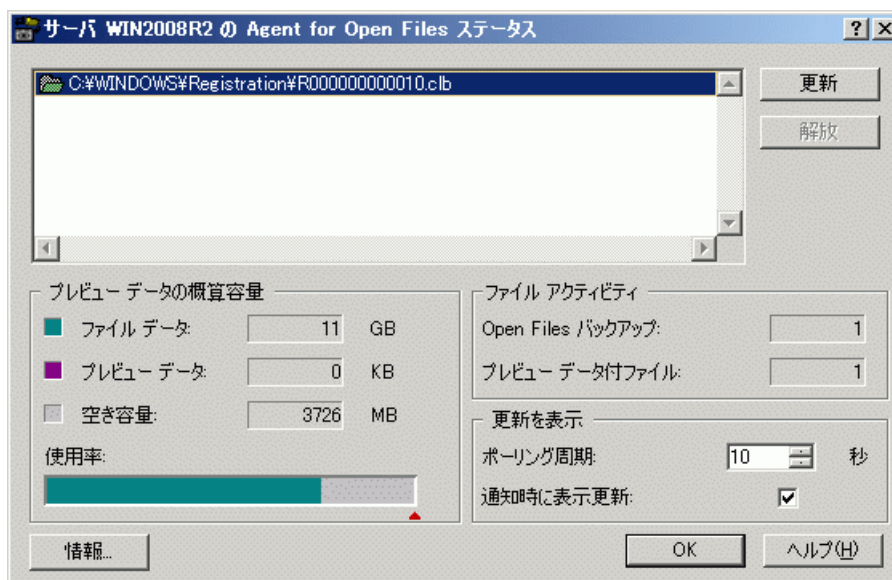 サーバ WIN2008R2 の Agent for Open Files ステータス
C:¥WINDOWS¥Registration¥R000000000010.clb
更新
解放
プレビュー データの概算容量
ファイル データ: 11 GB
プレビュー データ: 0 KB
空き容量: 3726 MB
使用率:
ファイル アクティビティ
Open Files バックアップ: 1
プレビュー データ付ファイル: 1
更新を表示
ポーリング周期: 10 秒
通知時に表示更新:
情報...
OK
ヘルプ(H)